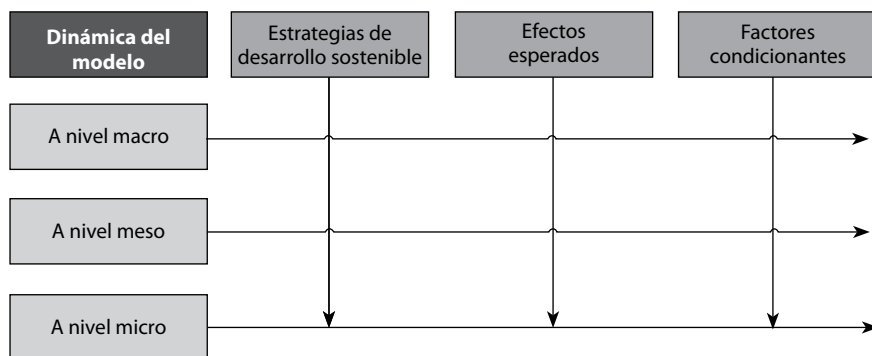 Dinámica del
modelo
Estrategias de
desarrollo sostenible
Efectos
esperados
Factores
condicionantes
A nivel macro
A nivel meso
A nivel micro